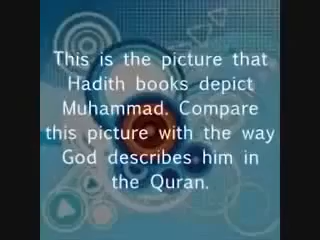 This is the picture that
Hadith books depict
Muhammad. Compare
this picture with the way
God describes him in
the Quran.